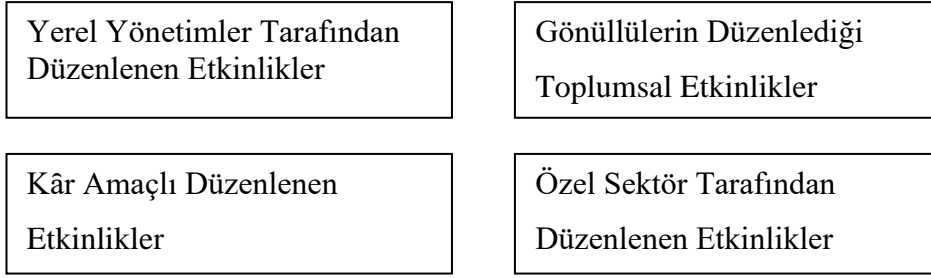 Yerel Yönetimler Tarafından
Düzenlenen Etkinlikler
Gönüllülerin Düzenlediği
Toplumsal Etkinlikler
Kâr Amaçlı Düzenlenen
Etkinlikler
Özel Sektör Tarafından
Düzenlenen Etkinlikler